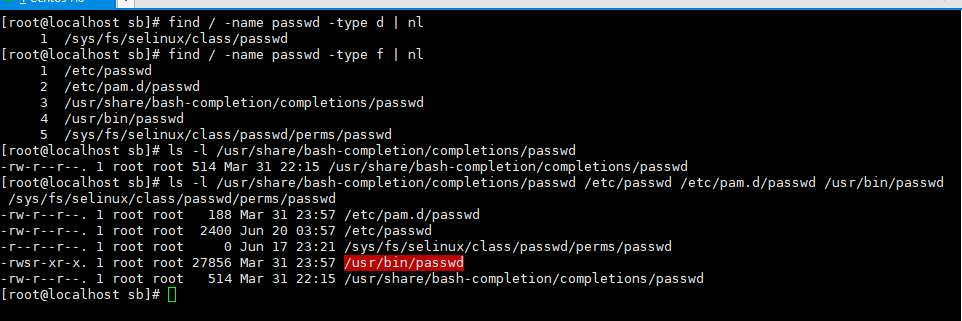 [root@localhost sb]# find / -name passwd -type d | nl
     1  /sys/fs/selinux/class/passwd
[root@localhost sb]# find / -name passwd -type f | nl
     1  /etc/passwd
     2  /etc/pam.d/passwd
     3  /usr/share/bash-completion/completions/passwd
     4  /usr/bin/passwd
     5  /sys/fs/selinux/class/passwd/perms/passwd
[root@localhost sb]# ls -l /usr/share/bash-completion/completions/passwd
-rw-r--r--. 1 root root 514 Mar 31 22:15 /usr/share/bash-completion/completions/passwd
[root@localhost sb]# ls -l /usr/share/bash-completion/completions/passwd /etc/passwd /etc/pam.d/passwd /usr/bin/passwd
 /sys/fs/selinux/class/passwd/perms/passwd
-rw-r--r--. 1 root root   188 Mar 31 23:57 /etc/pam.d/passwd
-rw-r--r--. 1 root root  2400 Jun 20 03:57 /etc/passwd
-r--r--r--. 1 root root     0 Jun 17 23:21 /sys/fs/selinux/class/passwd/perms/passwd
-rwsr-xr-x. 1 root root 27856 Mar 31 23:57 /usr/bin/passwd
-rw-r--r--. 1 root root   514 Mar 31 22:15 /usr/share/bash-completion/completions/passwd
[root@localhost sb]#